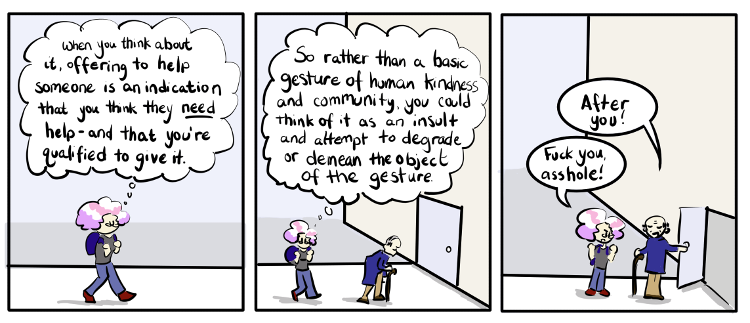 When you think about
it, offering to help
someone is an indication
that you think they need
help - and that you're
qualified to give it.
So rather than a basic
gesture of human kindness
and community, you could
think of it as an insult
and attempt to degrade
or demean the object
of the gesture.
After
you!
Fuck you,
asshole!